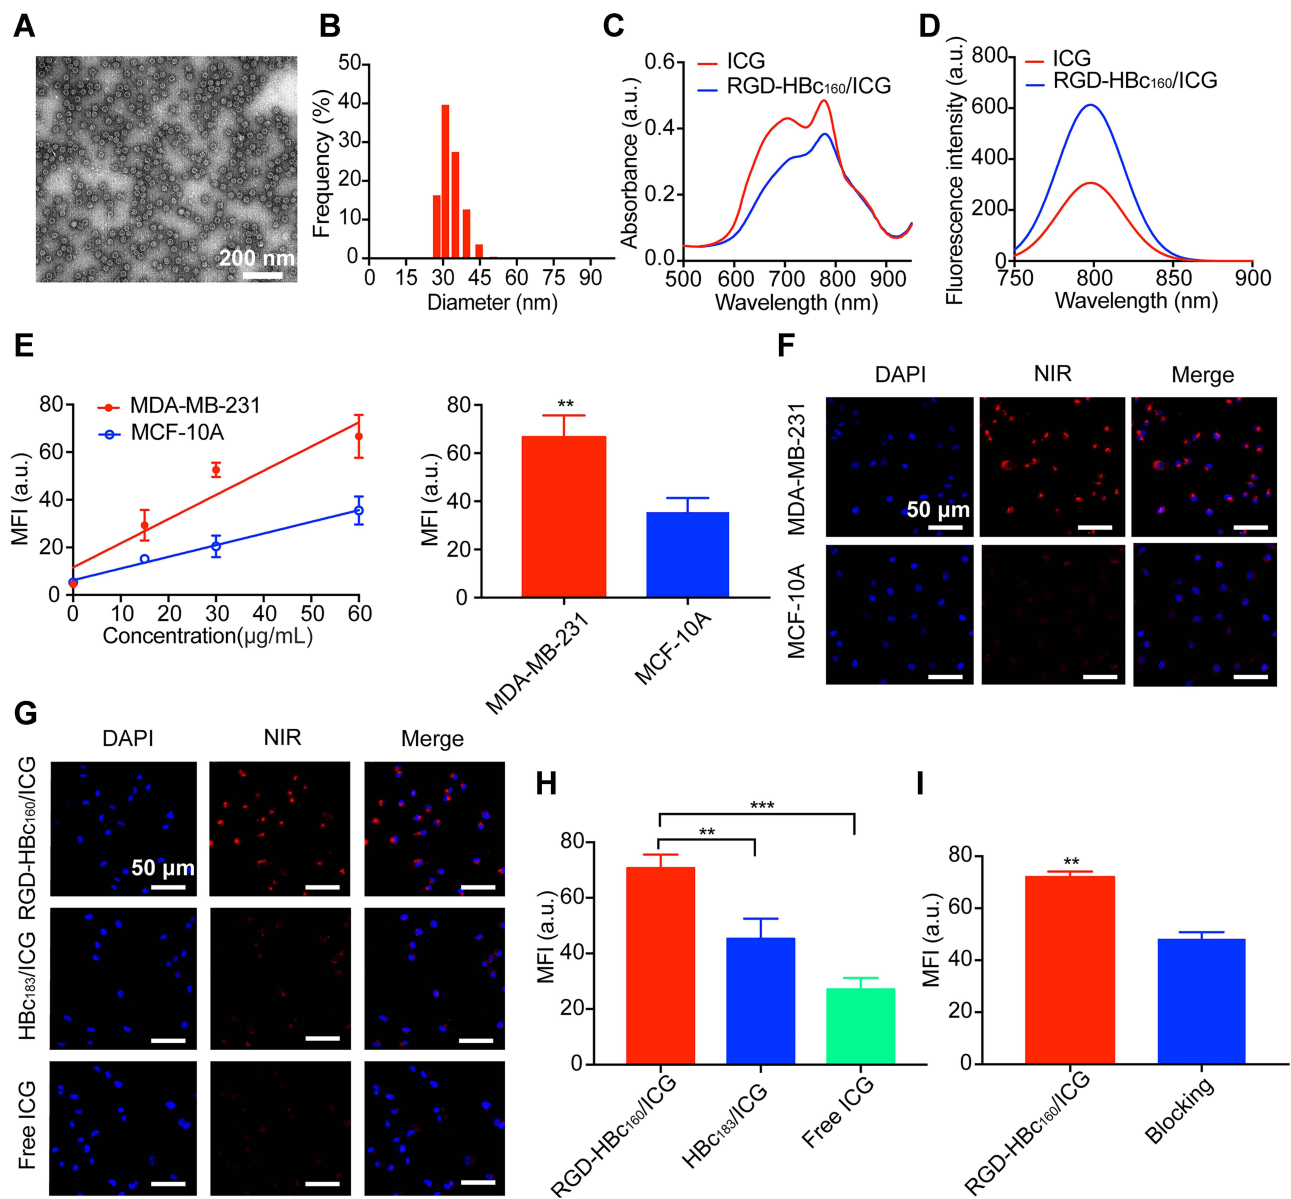 A
200 nm
B
Frequency (%)
50
40
30
20
10
0
0 15 30 45 60 75 90
Diameter (nm)
C
Absorbance (a.u.)
ICG
RGD-HBc160/ICG
0.6
0.4
0.2
0.0
500 600 700 800 900
Wavelength (nm)
D
Fluorescence intensity (a.u.)
ICG
RGD-HBc160/ICG
800
600
400
200
0
750 800 850 900
Wavelength (nm)
E
MFI (a.u.)
MDA-MB-231
MCF-10A
80
60
40
20
0
0 10 20 30 40 50 60
Concentration(µg/mL)
MFI (a.u.)
80
60
40
20
0
**
MDA-MB-231
MCF-10A
F
DAPI NIR Merge
MDA-MB-231
50 µm
MCF-10A
G
DAPI NIR Merge
RGD-HBc160/ICG
50 µm
HBc183/ICG
Free ICG
H
MFI (a.u.)
80
60
40
20
0
***
**
RGD-HBc160/ICG
HBc183/ICG
Free ICG
I
MFI (a.u.)
80
60
40
20
0
**
RGD-HBc160/ICG
Blocking